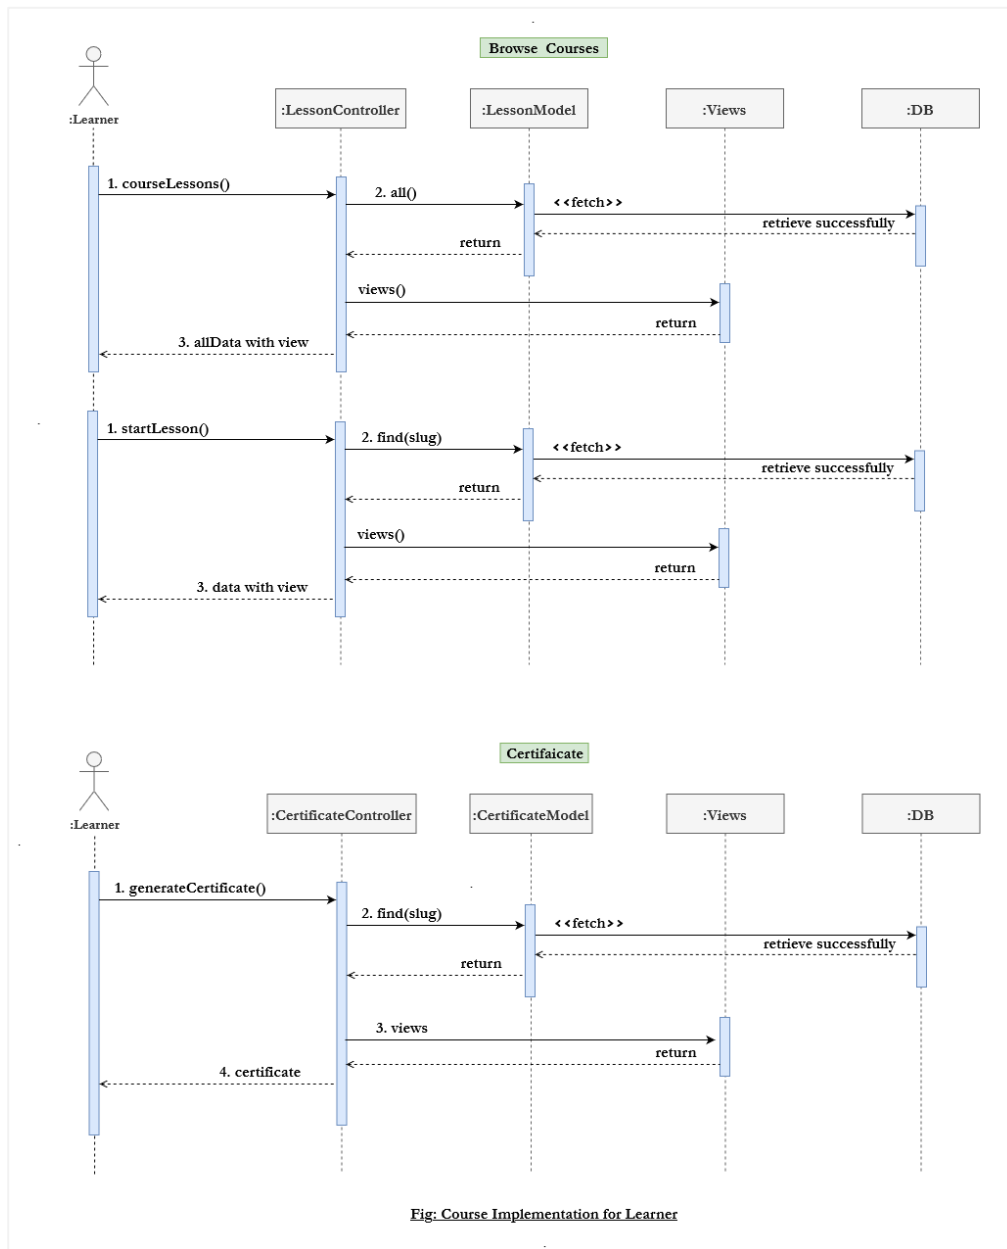 Browse Courses
:Learner
:LessonController
:LessonModel
:Views
:DB
1. courseLessons()
2. all()
<<fetch>>
retrieve successfully
return
views()
return
3. allData with view
1. startLesson()
2. find(slug)
<<fetch>>
retrieve successfully
return
views()
return
3. data with view
Certifaicate
:Learner
:CertificateController
:CertificateModel
:Views
:DB
1. generateCertificate()
2. find(slug)
<<fetch>>
retrieve successfully
return
3. views
return
4. certificate
Fig: Course Implementation for Learner